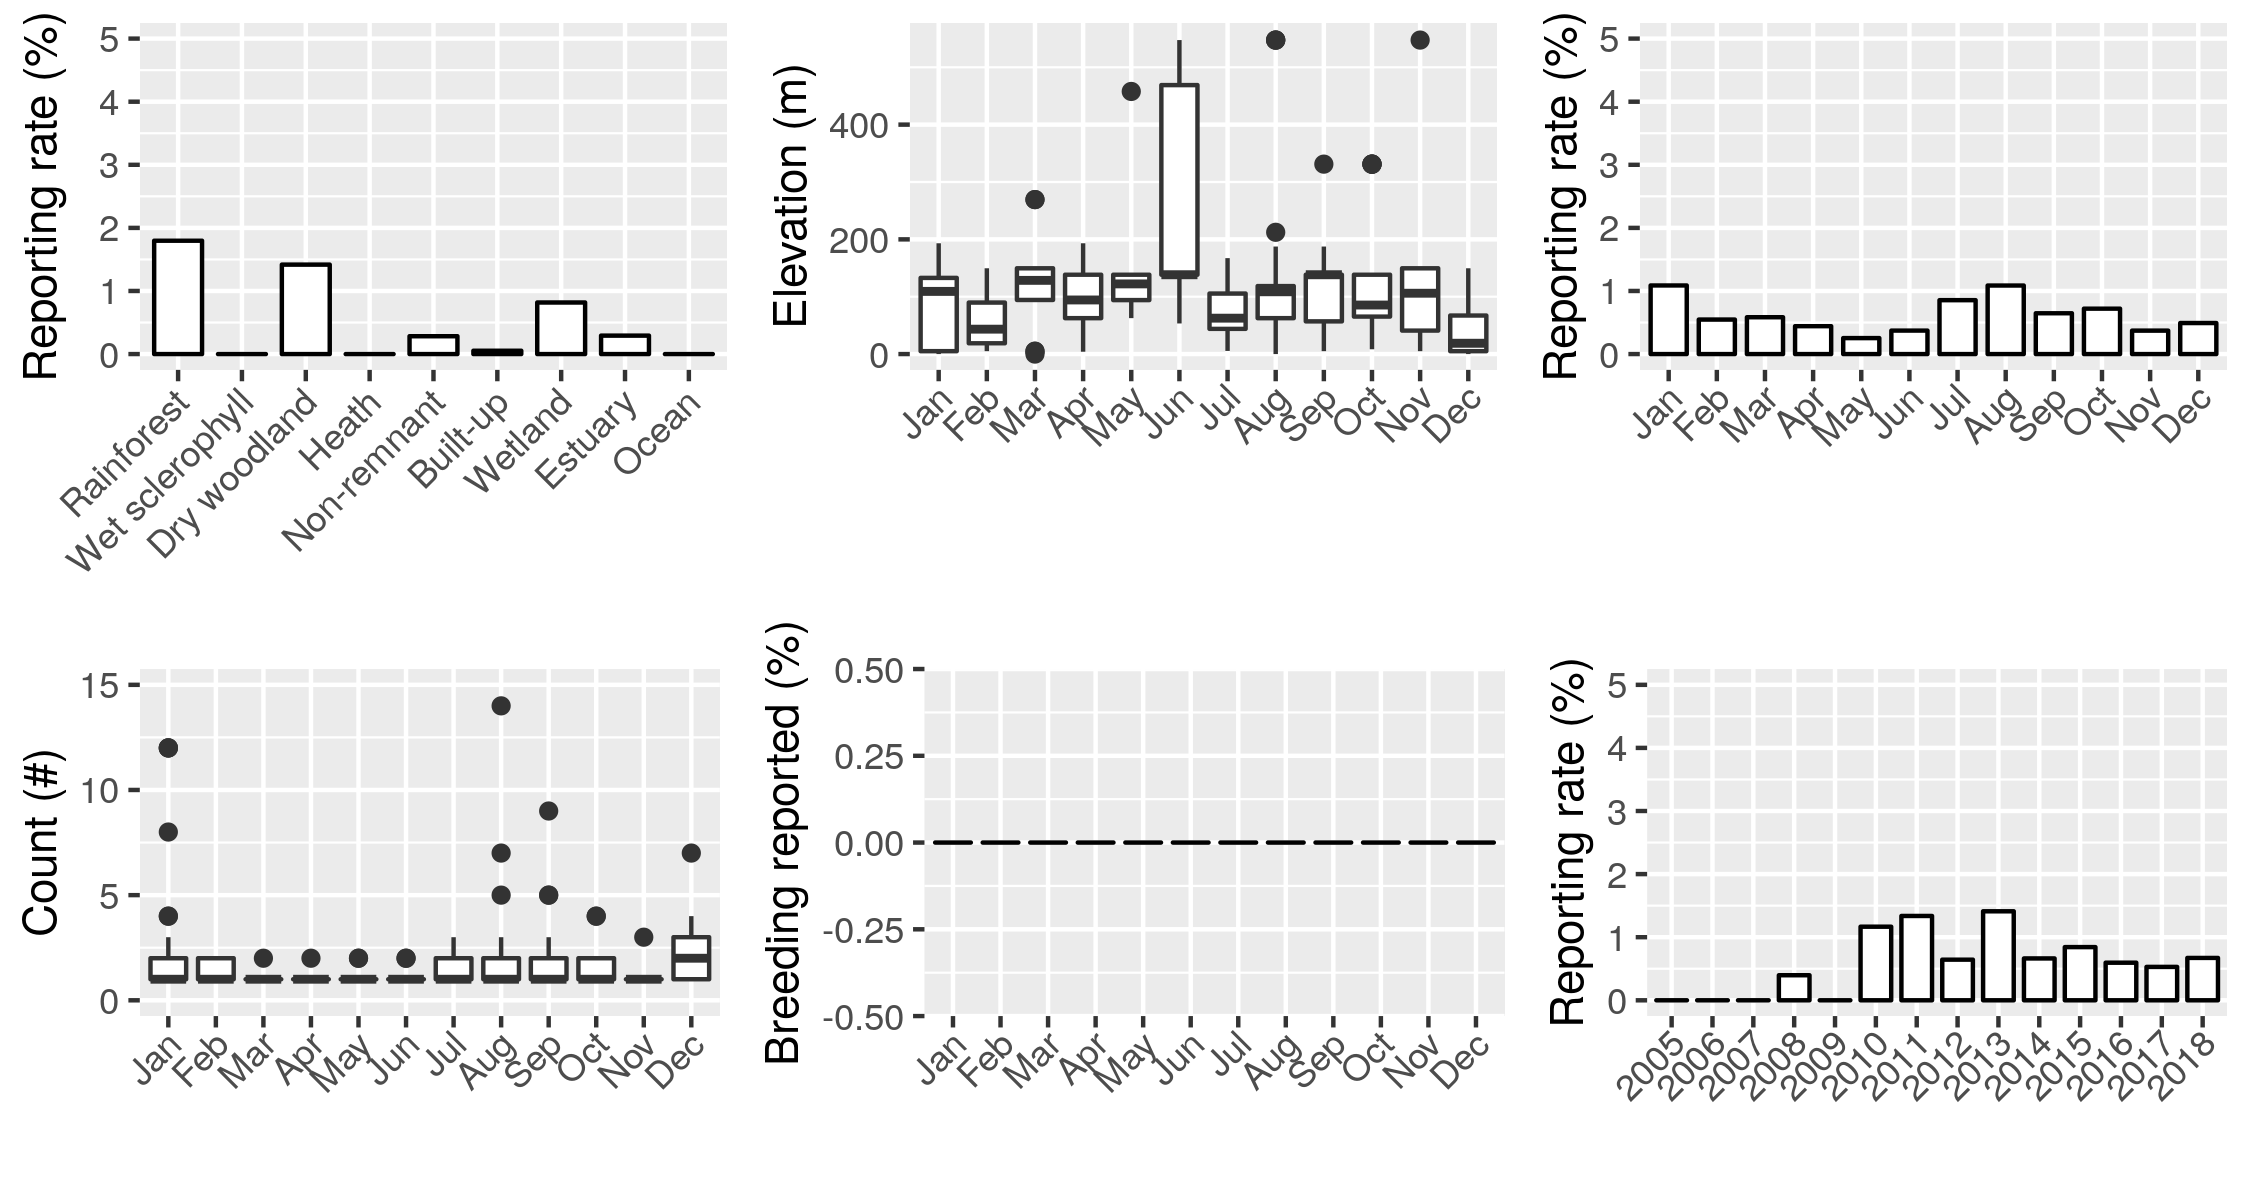 Reporting rate (%)
5
4
3
2
1
0
Rainforest
Wet sclerophyll
Dry woodland
Heath
Non-remnant
Built-up
Wetland
Estuary
Ocean
Elevation (m)
400
200
0
Jan
Feb
Mar
Apr
May
Jun
Jul
Aug
Sep
Oct
Nov
Dec
Reporting rate (%)
5
4
3
2
1
0
Jan
Feb
Mar
Apr
May
Jun
Jul
Aug
Sep
Oct
Nov
Dec
Count (#)
15
10
5
0
Jan
Feb
Mar
Apr
May
Jun
Jul
Aug
Sep
Oct
Nov
Dec
Breeding reported (%)
0.50
0.25
0.00
-0.25
-0.50
Jan
Feb
Mar
Apr
May
Jun
Jul
Aug
Sep
Oct
Nov
Dec
Reporting rate (%)
5
4
3
2
1
0
2005
2006
2007
2008
2009
2010
2011
2012
2013
2014
2015
2016
2017
2018